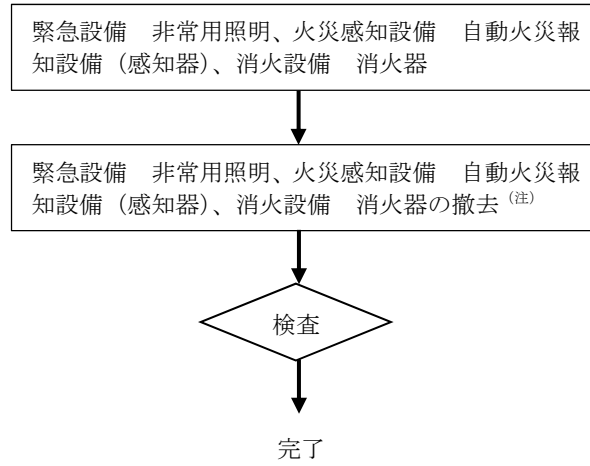 緊急設備　非常用照明、火災感知設備　自動火災報
知設備（感知器）、消火設備　消火器
緊急設備　非常用照明、火災感知設備　自動火災報
知設備（感知器）、消火設備　消火器の撤去（注）
検査
完了